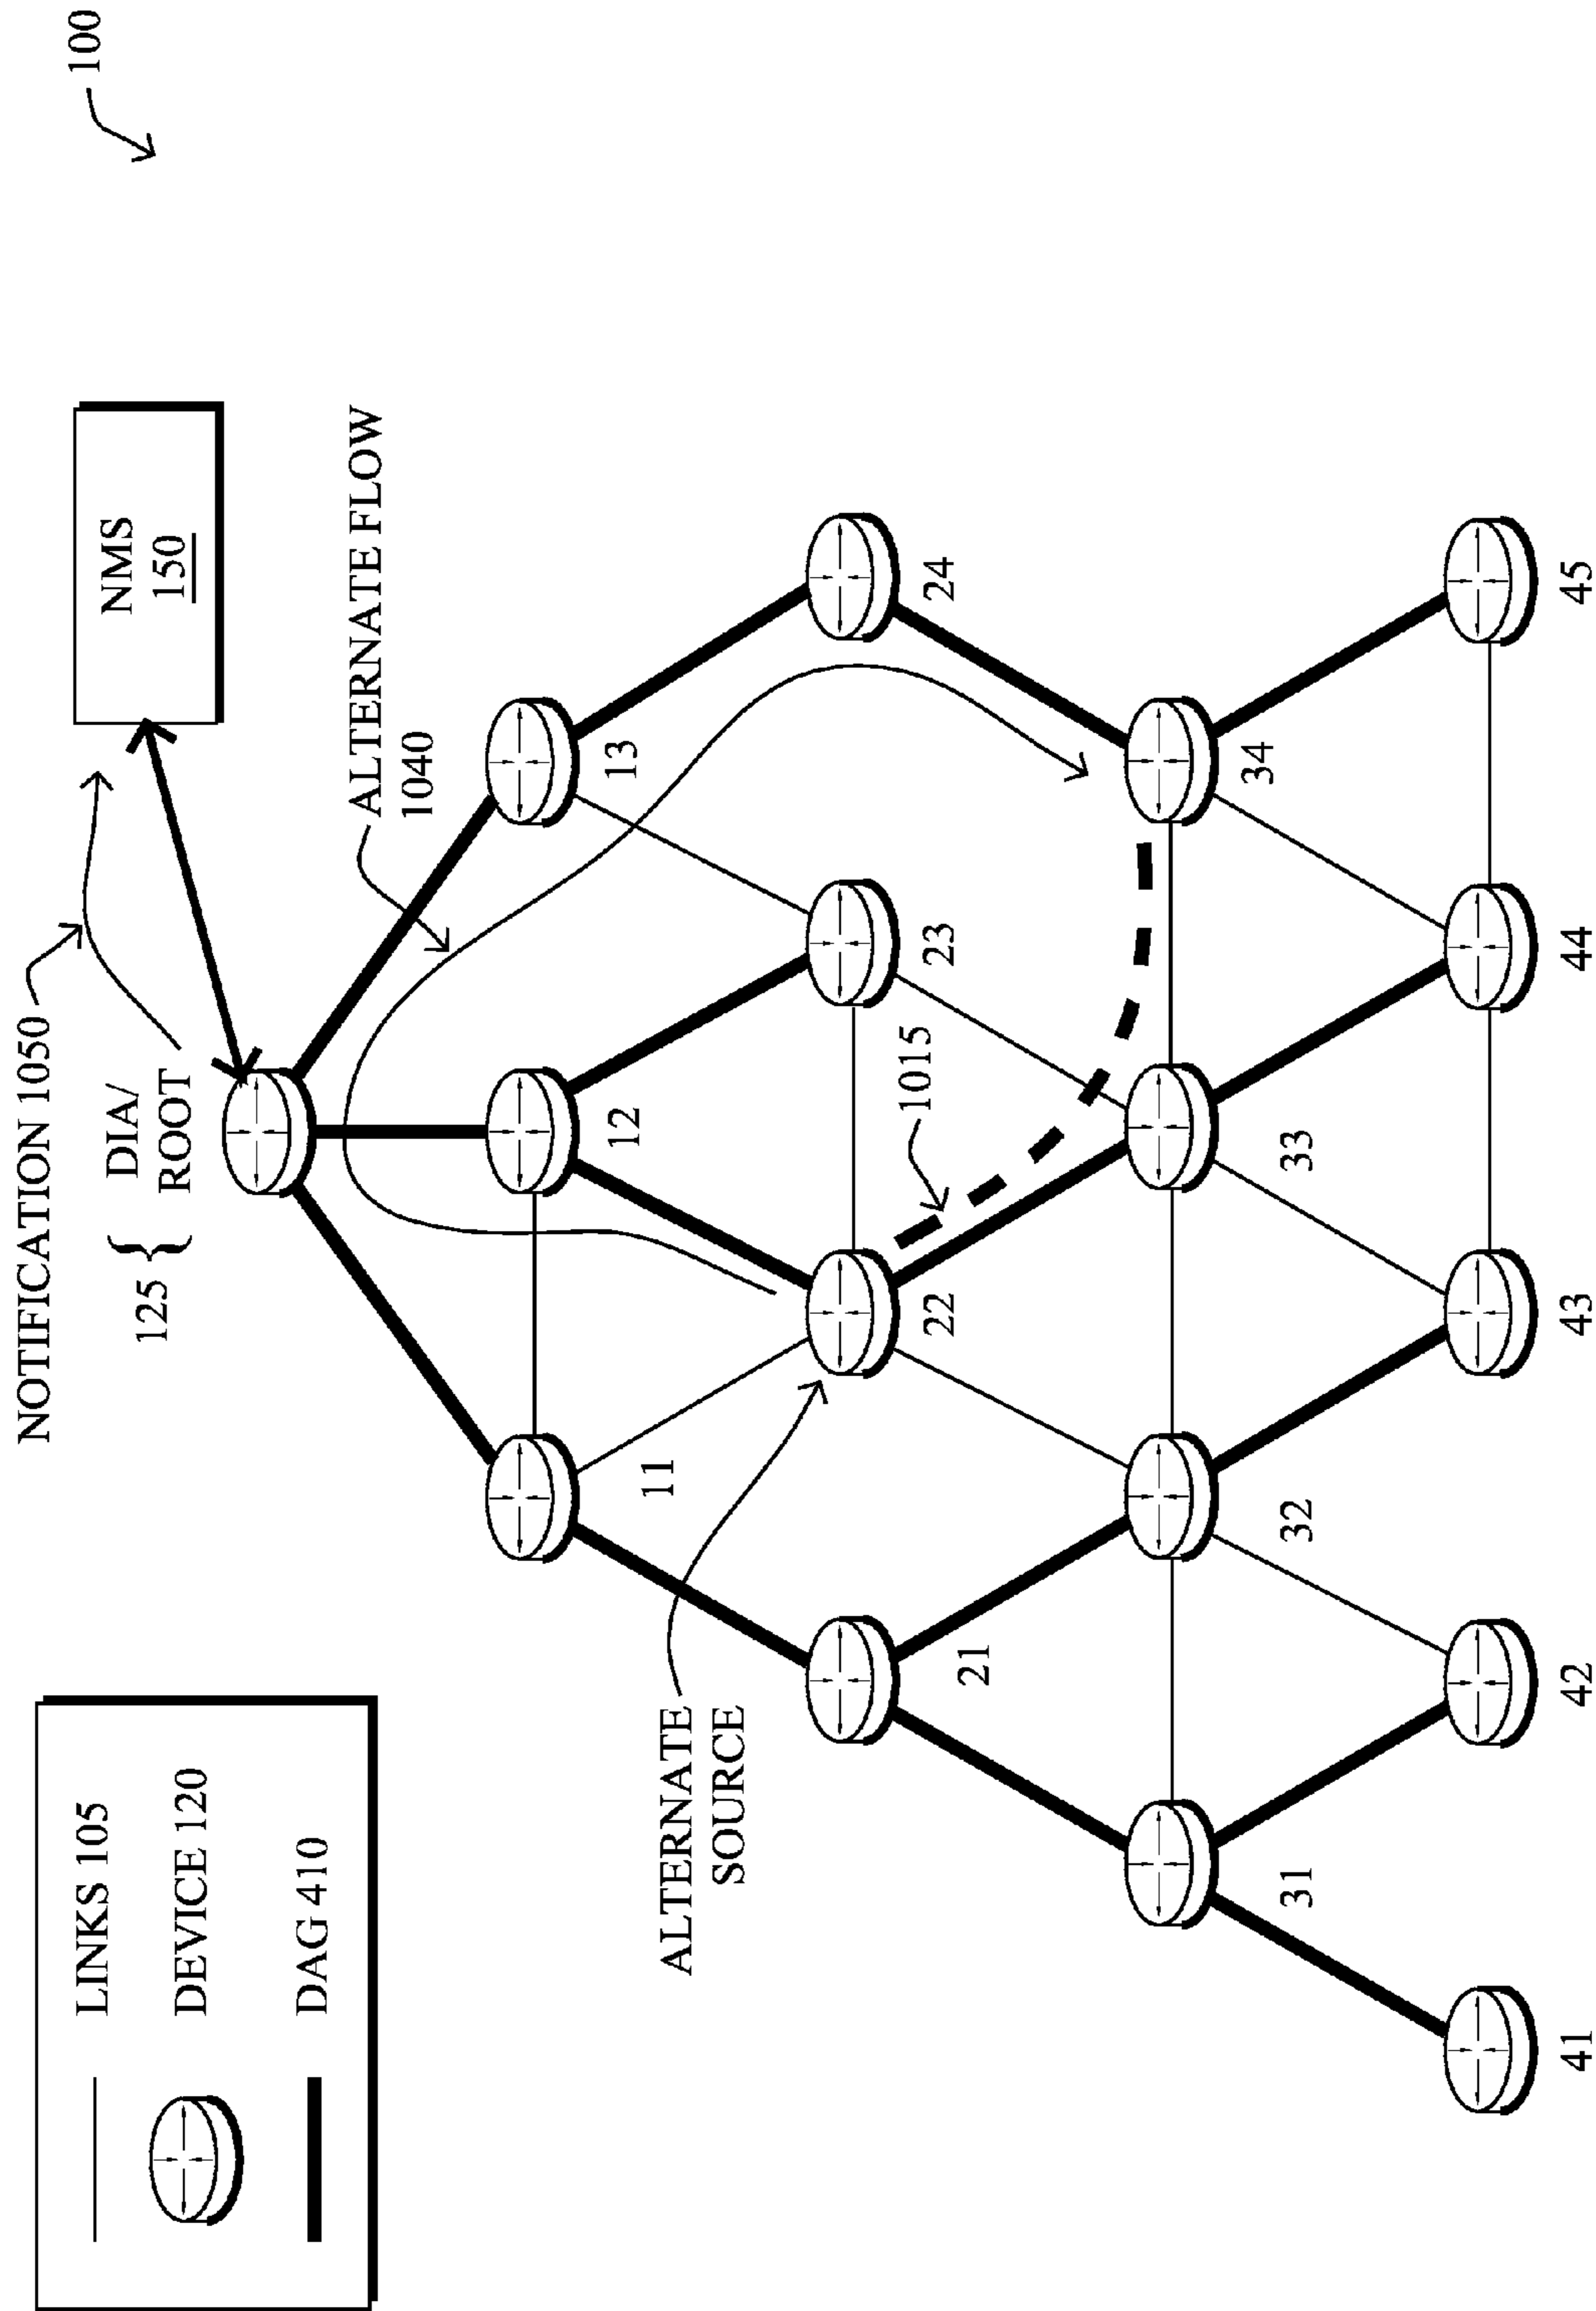 100
NOTIFICATION 1050
NMS
150
LINKS 105
DEVICE 120
DAG 410
125 { DIA/
ROOT
ALTERNATE FLOW
1040
11
12
13
ALTERNATE
SOURCE
21
22
23
24
1015
31
32
33
34
41
42
43
44
45